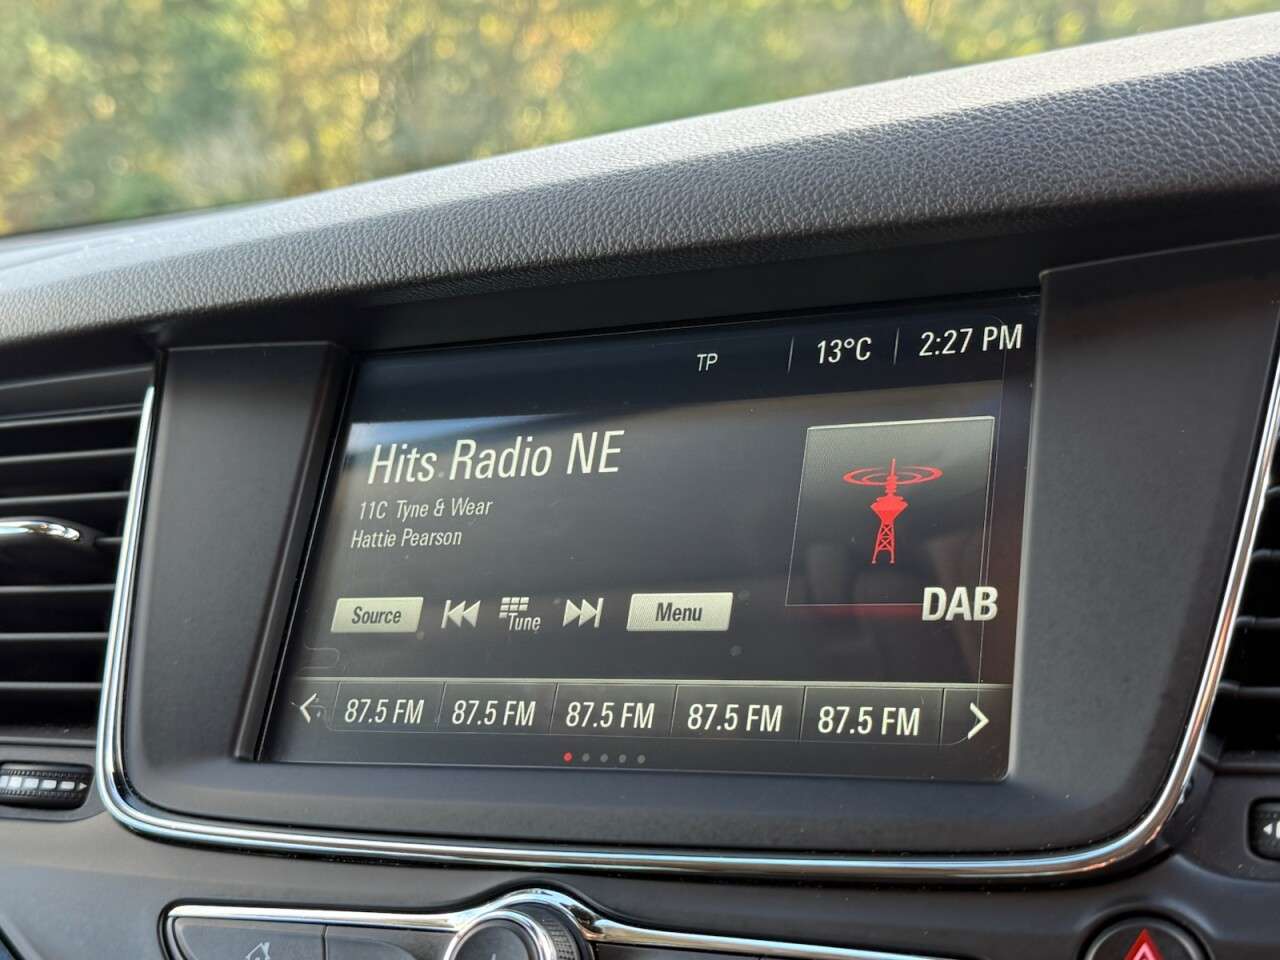 TP 13°C 2:27 PM
Hits Radio NE
11C Tyne & Wear
Hattie Pearson
Source Tune Menu
DAB
87.5 FM 87.5 FM 87.5 FM 87.5 FM 87.5 FM